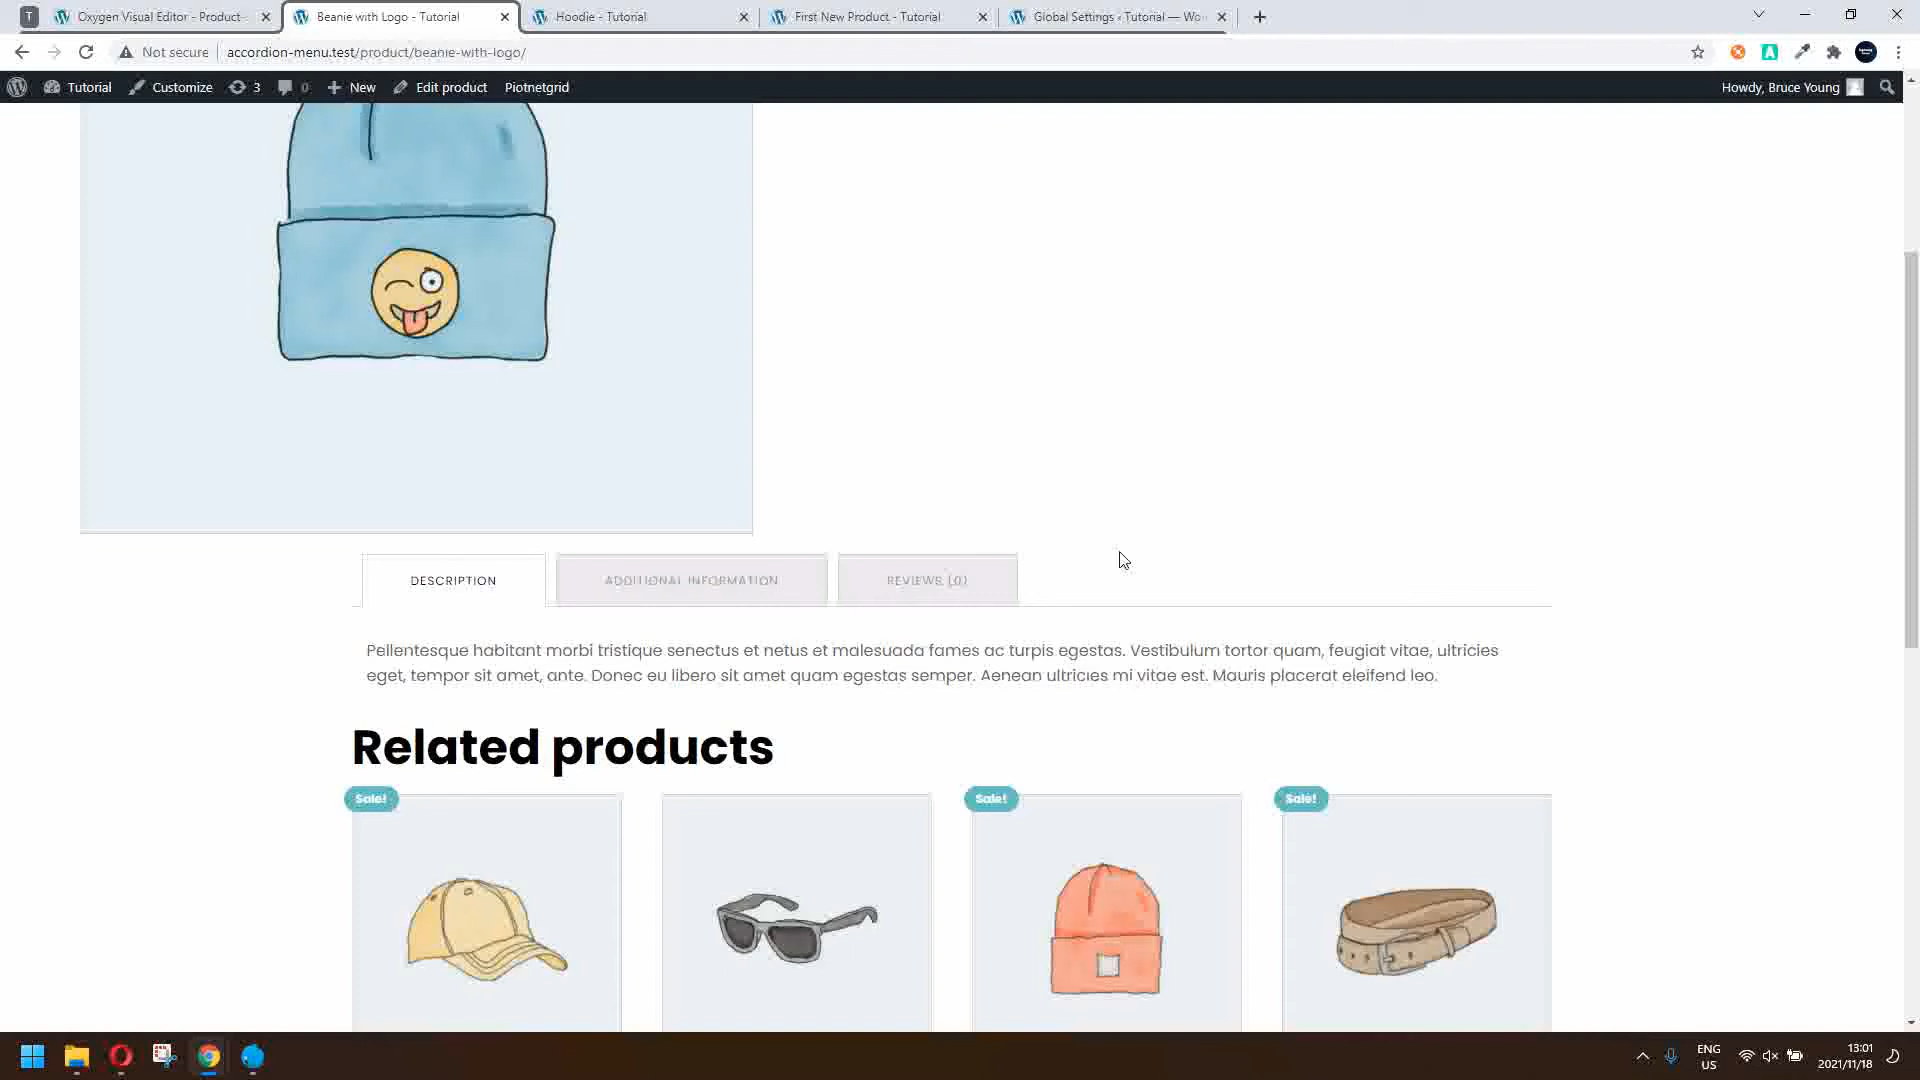 Oxygen Visual Editor - Product
Beanie with Logo - Tutorial
Hoodie - Tutorial
First New Product - Tutorial
Global Settings ‹ Tutorial — Wo
Not secure
accordion-menu.test/product/beanie-with-logo/
Tutorial
Customize
3
0
New
Edit product
Piotnetgrid
Howdy, Bruce Young
DESCRIPTION
ADDITIONAL INFORMATION
REVIEWS (0)
Pellentesque habitant morbi tristique senectus et netus et malesuada fames ac turpis egestas. Vestibulum tortor quam, feugiat vitae, ultricies
eget, tempor sit amet, ante. Donec eu libero sit amet quam egestas semper. Aenean ultricies mi vitae est. Mauris placerat eleifend leo.
Related products
Sale!
Sale!
Sale!
ENG
US
13:01
2021/11/18